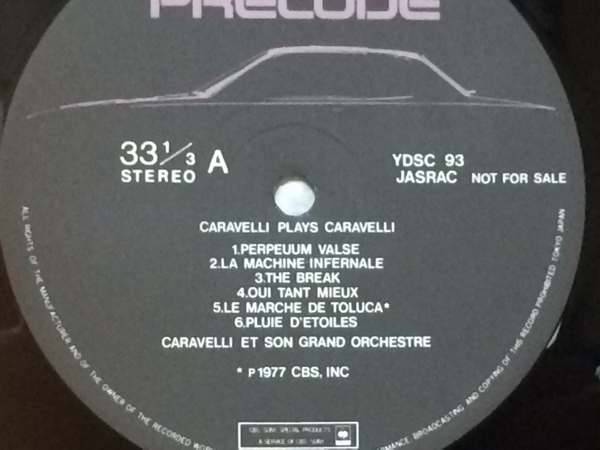 PRELUDE
33 1/3 A
STEREO
YDSC 93
JASRAC NOT FOR SALE
CARAVELLI PLAYS CARAVELLI
1.PERPEUUM VALSE
2.LA MACHINE INFERNALE
3.THE BREAK
4.OUI TANT MIEUX
5.LE MARCHE DE TOLUCA*
6.PLUIE D'ETOILES
CARAVELLI ET SON GRAND ORCHESTRE
* P 1977 CBS, INC
CBS SONY SPECIAL PRODUCTS
A SERVICE OF CBS SONY
ALL RIGHTS OF THE MANUFACTURER AND OF THE OWNER OF THE RECORDED
BROADCASTING AND COPYING OF THIS RECORD PROHIBITED TOKYO JAPAN